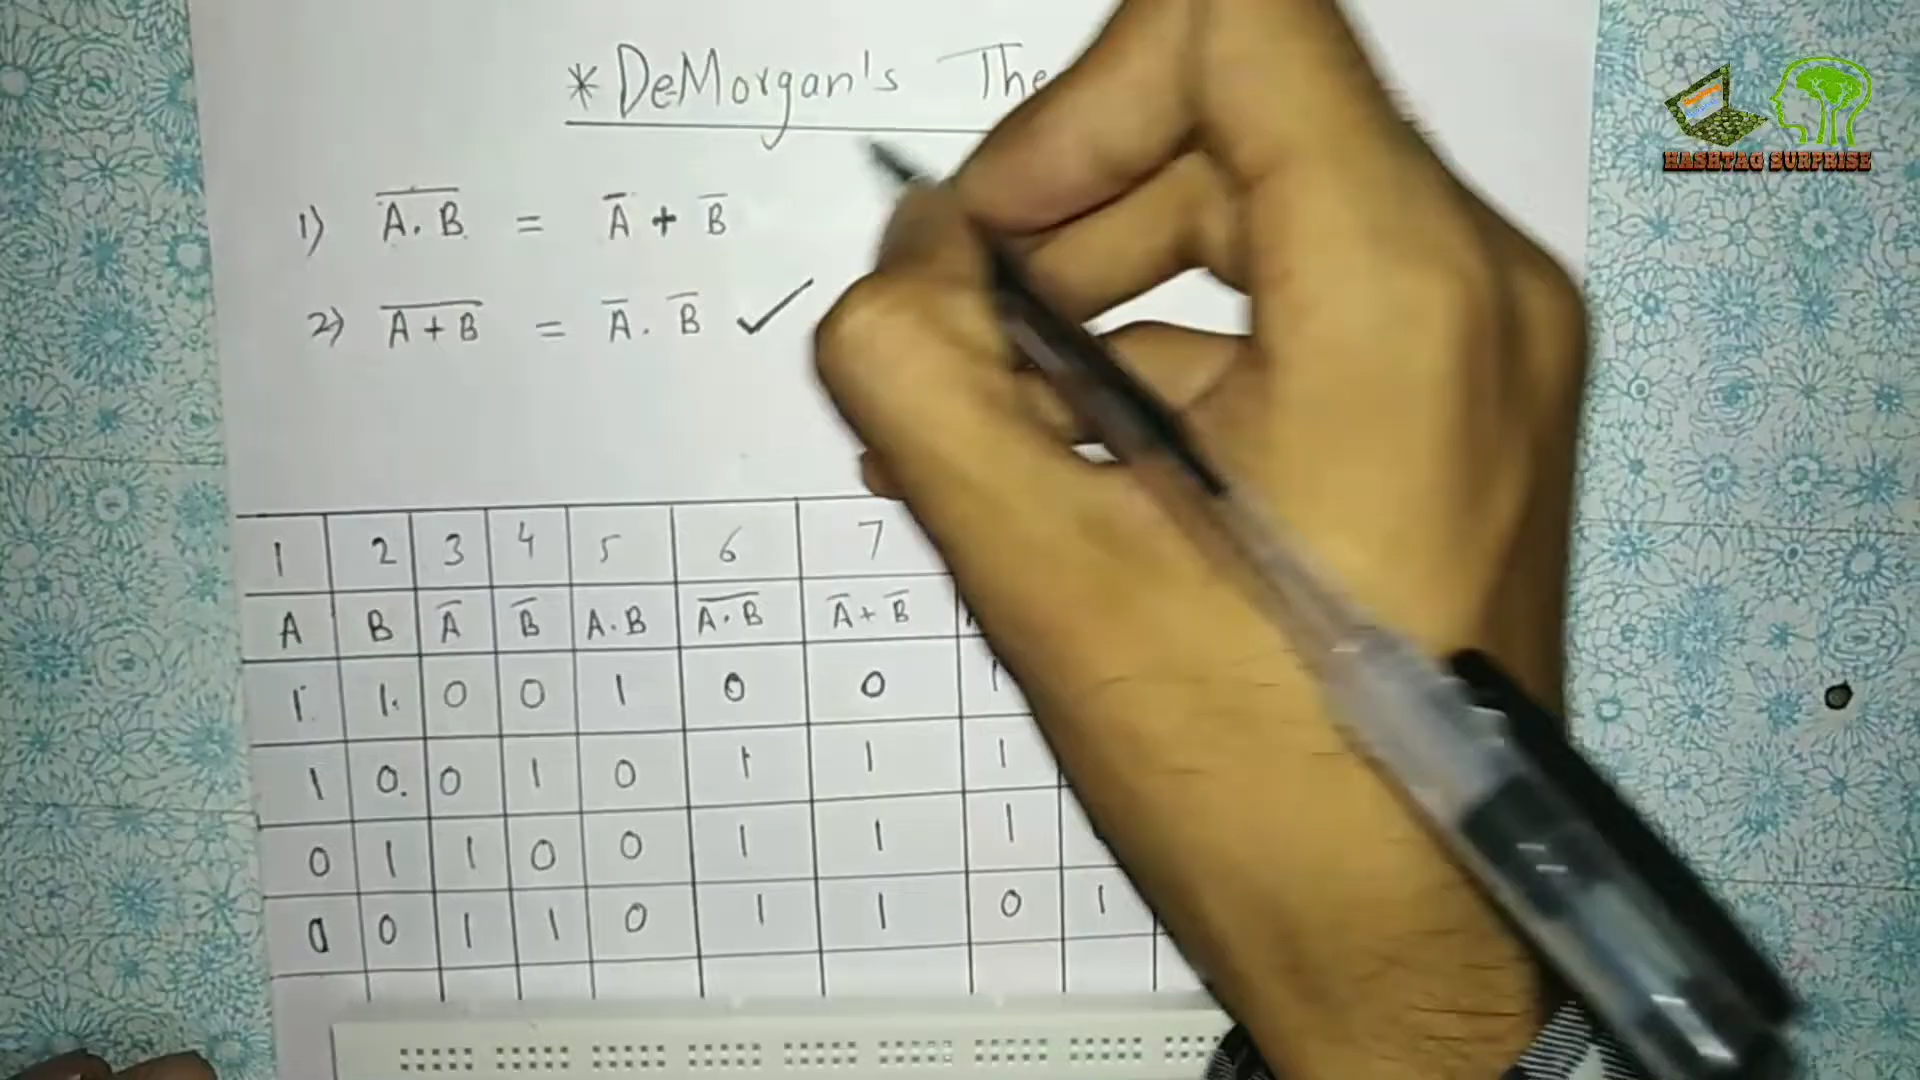 * DeMorgan's The
1) A̅.̅B̅ = A̅ + B̅
2) A̅+̅B̅ = A̅ . B̅ ✓
1 2 3 4 5 6 7
A B A̅ B̅ A.B A̅.̅B̅ A̅ + B̅
1 1 0 0 1 0 0 1
1 0 0 1 0 1 1 1
0 1 1 0 0 1 1 1
0 0 1 1 0 1 1 0 1
HASHTAG SURPRISE